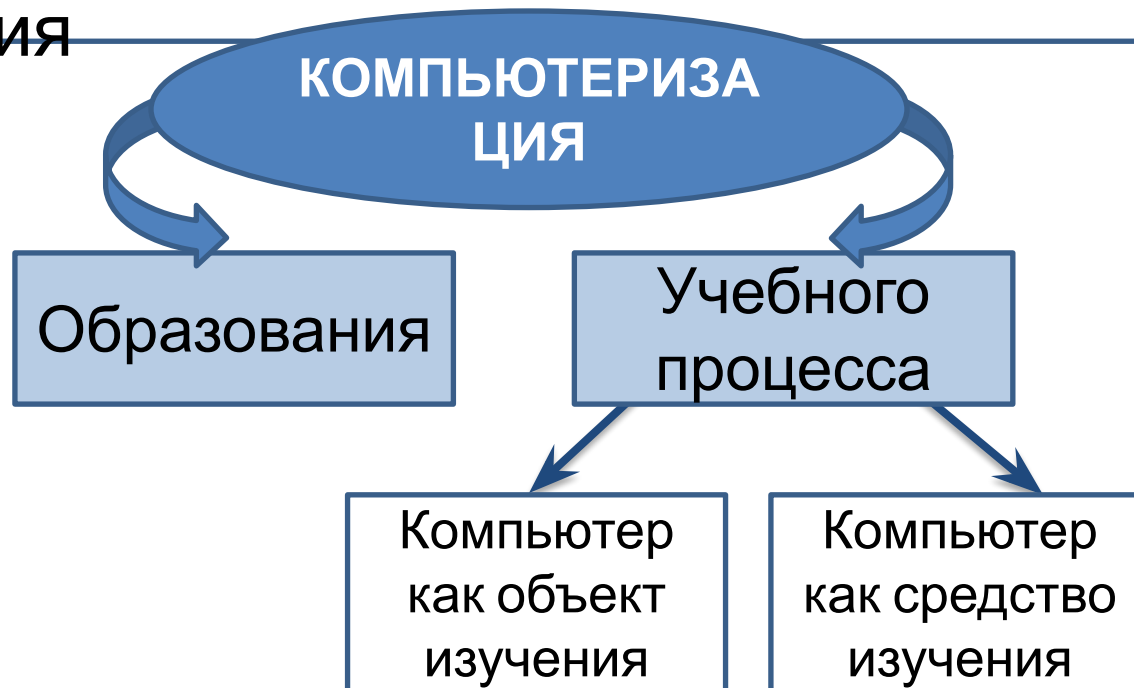 ия
КОМПЬЮТЕРИЗА
ЦИЯ
Образования
Учебного
процесса
Компьютер
как объект
изучения
Компьютер
как средство
изучения